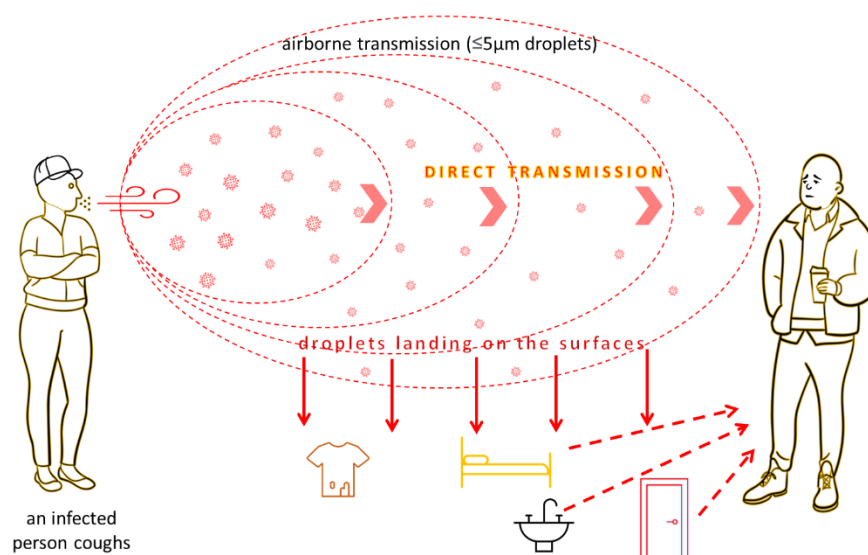 airborne transmission (≤5µm droplets)
DIRECT TRANSMISSION
droplets landing on the surfaces
an infected
person coughs